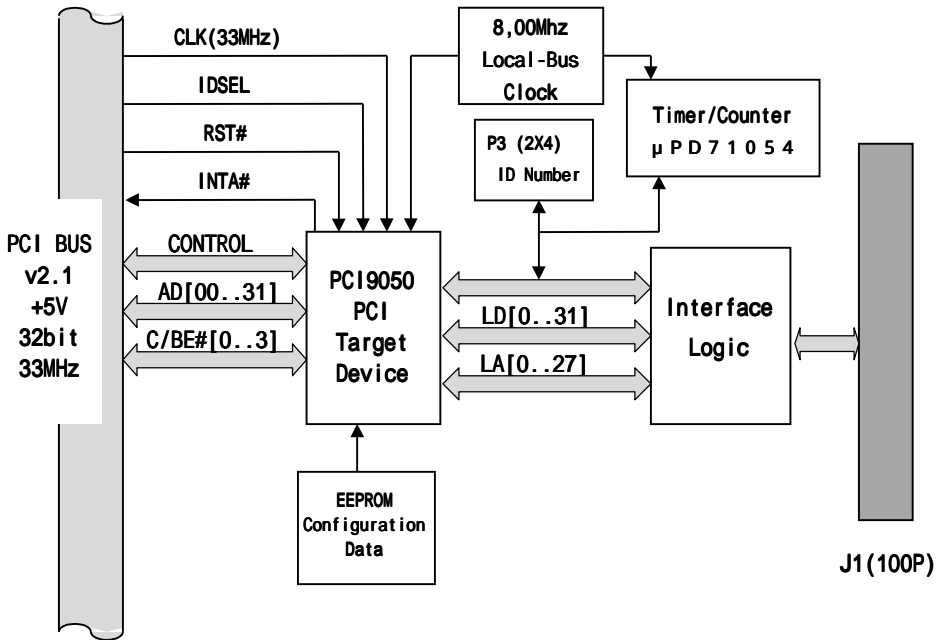 CLK(33MHz)
IDSEL
RST#
INTA#
PCI BUS
v2.1
+5V
32bit
33MHz
CONTROL
AD[00..31]
C/BE#[0..3]
PCI9050
PCI
Target
Device
EEPROM
Configuration
Data
8,00Mhz
Local-Bus
Clock
P3 (2X4)
ID Number
Timer/Counter
μPD71054
LD[0..31]
LA[0..27]
Interface
Logic
J1(100P)